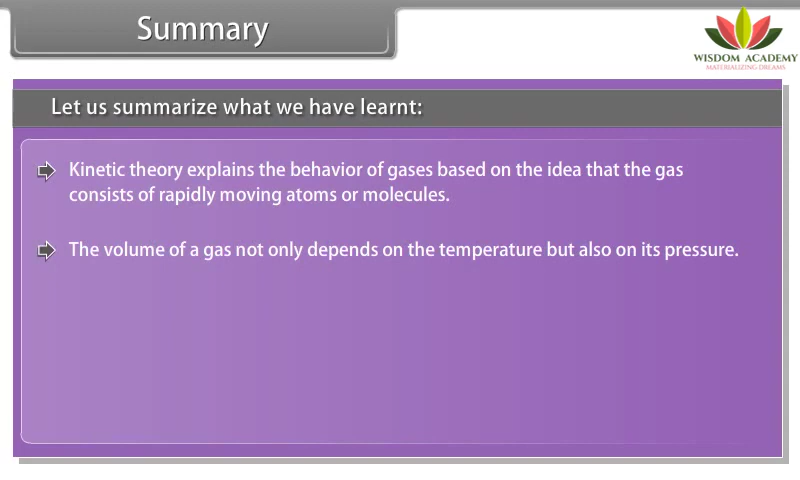 Summary
WISDOM ACADEMY
MATERIALIZING DREAMS
Let us summarize what we have learnt:
Kinetic theory explains the behavior of gases based on the idea that the gas
consists of rapidly moving atoms or molecules.
The volume of a gas not only depends on the temperature but also on its pressure.